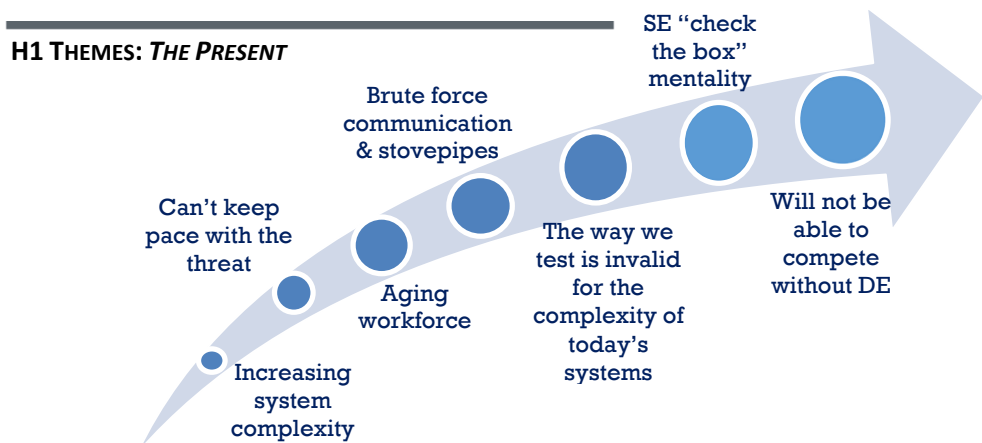 H1 THEMES: THE PRESENT
SE “check
the box”
mentality
Brute force
communication
& stovepipes
Can’t keep
pace with the
threat
Will not be
able to
compete
without DE
The way we
test is invalid
for the
complexity of
today’s
systems
Aging
workforce
Increasing
system
complexity